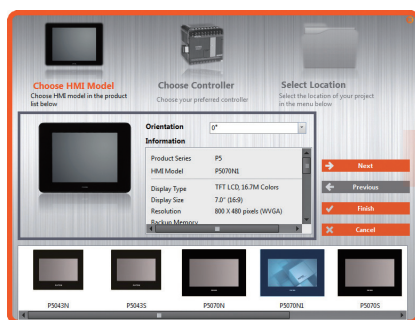 Choose HMI Model
Choose HMI model in the product
list below
Choose Controller
Choose your preferred controller
Select Location
Select the location of your project
in the menu below
Orientation
0°
Information
Product Series P5
HMI Model P5070N1
Display Type TFT LCD, 16.7M Colors
Display Size 7.0" (16:9)
Resolution 800 X 480 pixels (WVGA)
Backup Memory
Next
Previous
Finish
Cancel
P5043N
P5043S
P5070N
P5070N1
P5070S